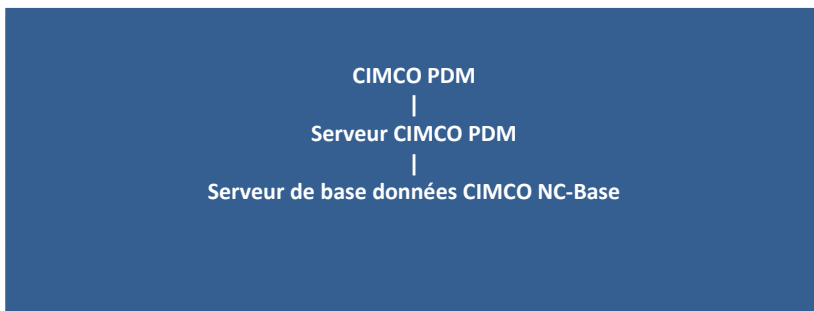 CIMCO PDM
|
Serveur CIMCO PDM
|
Serveur de base données CIMCO NC-Base